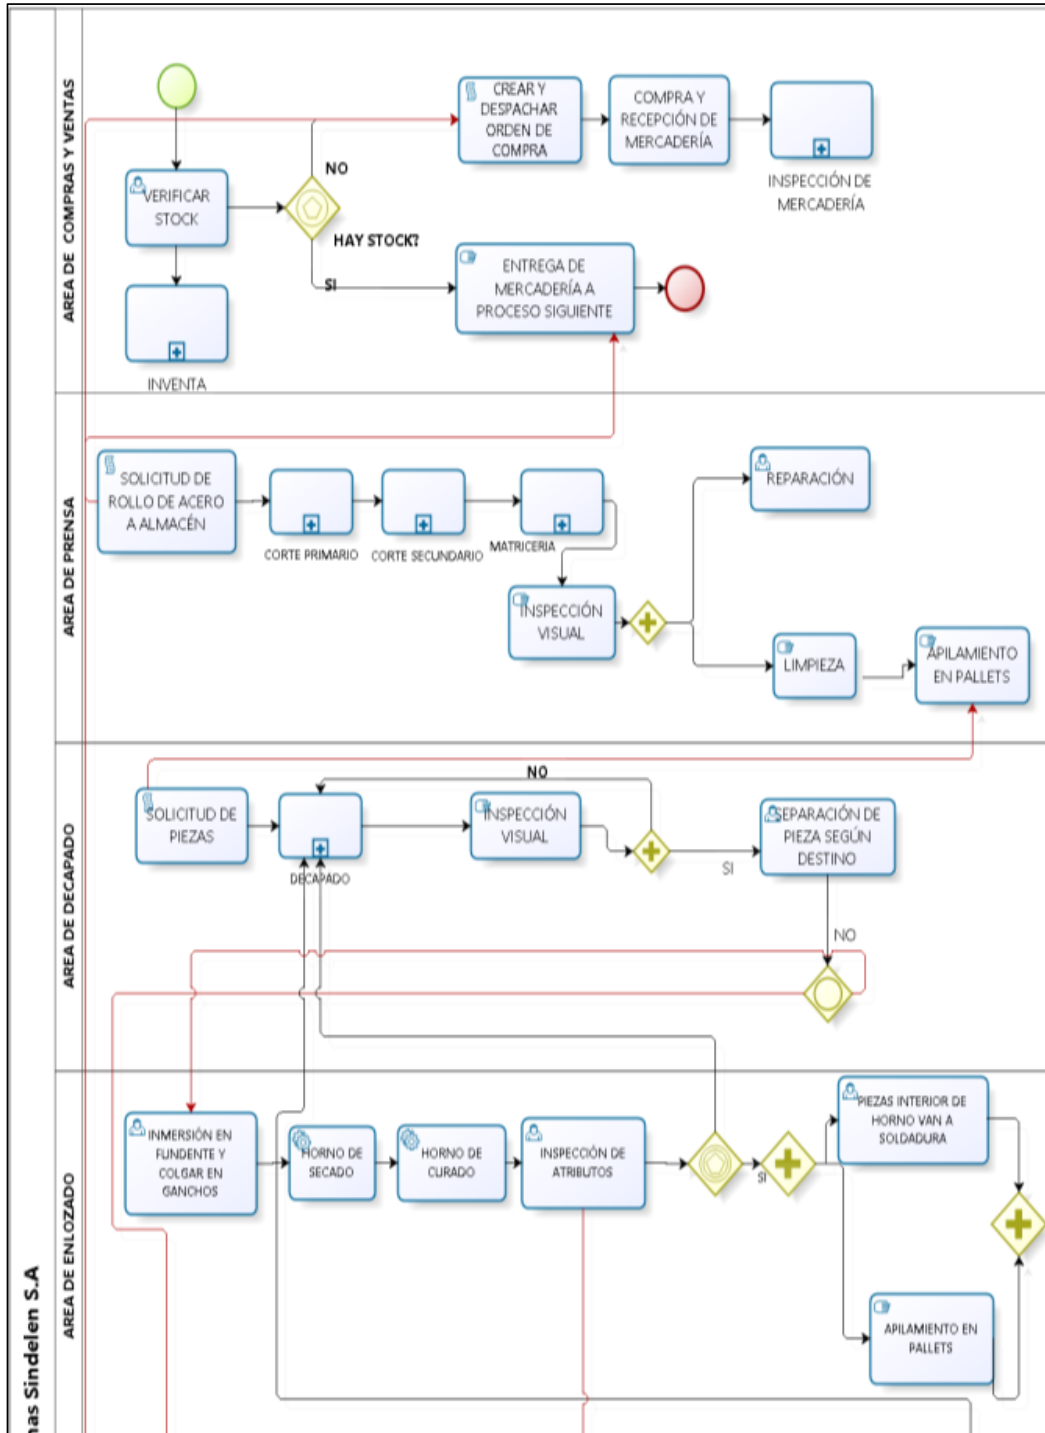 AREA DE COMPRAS Y VENTAS
CREAR Y
DESPACHAR
ORDEN DE
COMPRA
COMPRA Y
RECEPCIÓN DE
MERCADERÍA
INSPECCIÓN DE
MERCADERÍA
VERIFICAR
STOCK
NO
HAY STOCK?
SI
ENTREGA DE
MERCADERÍA A
PROCESO SIGUIENTE
INVENTA
AREA DE PRENSA
SOLICITUD DE
ROLLO DE ACERO
A ALMACÉN
CORTE PRIMARIO
CORTE SECUNDARIO
MATRICERIA
REPARACIÓN
INSPECCIÓN
VISUAL
LIMPIEZA
APILAMIENTO
EN PALLETS
AREA DE DECAPADO
NO
SOLICITUD DE
PIEZAS
DECAPADO
INSPECCIÓN
VISUAL
SI
SEPARACIÓN DE
PIEZA SEGÚN
DESTINO
NO
AREA DE ENLOZADO
INMERSIÓN EN
FUNDENTE Y
COLGAR EN
GANCHOS
HORNO DE
SECADO
HORNO DE
CURADO
INSPECCIÓN DE
ATRIBUTOS
SI
PIEZAS INTERIOR DE
HORNO VAN A
SOLDADURA
APILAMIENTO EN
PALLETS
nas Sindelen S.A